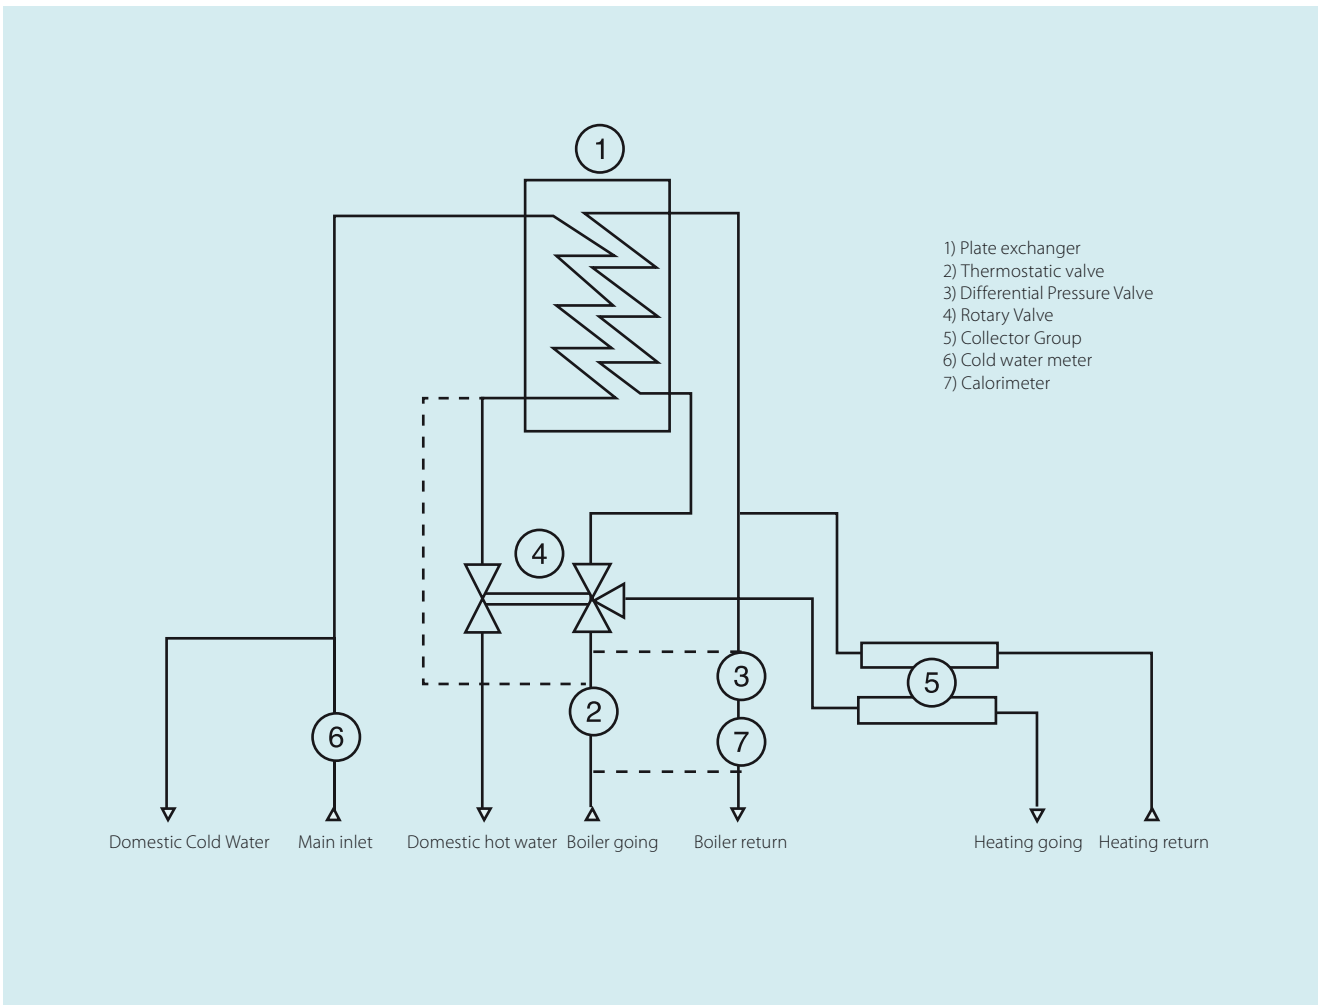 1
1) Plate exchanger
2) Thermostatic valve
3) Differential Pressure Valve
4) Rotary Valve
5) Collector Group
6) Cold water meter
7) Calorimeter
4
3
5
2
6
7
Domestic Cold Water
Main inlet
Domestic hot water
Boiler going
Boiler return
Heating going
Heating return